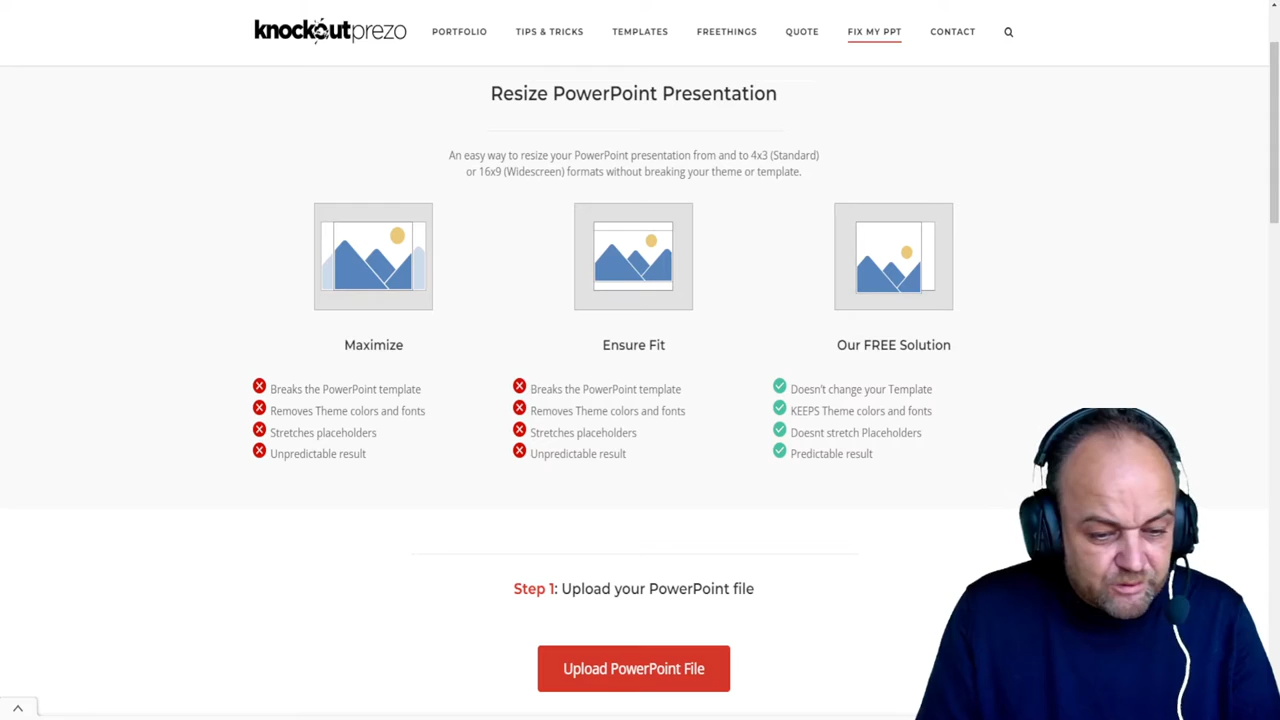 knockoutprezo
PORTFOLIO TIPS & TRICKS TEMPLATES FREETHINGS QUOTE FIX MY PPT CONTACT
Resize PowerPoint Presentation
An easy way to resize your PowerPoint presentation from and to 4x3 (Standard)
or 16x9 (Widescreen) formats without breaking your theme or template.
Maximize
Breaks the PowerPoint template
Removes Theme colors and fonts
Stretches placeholders
Unpredictable result
Ensure Fit
Breaks the PowerPoint template
Removes Theme colors and fonts
Stretches placeholders
Unpredictable result
Our FREE Solution
Doesn't change your Template
KEEPS Theme colors and fonts
Doesnt stretch Placeholders
Predictable result
Step 1: Upload your PowerPoint file
Upload PowerPoint File